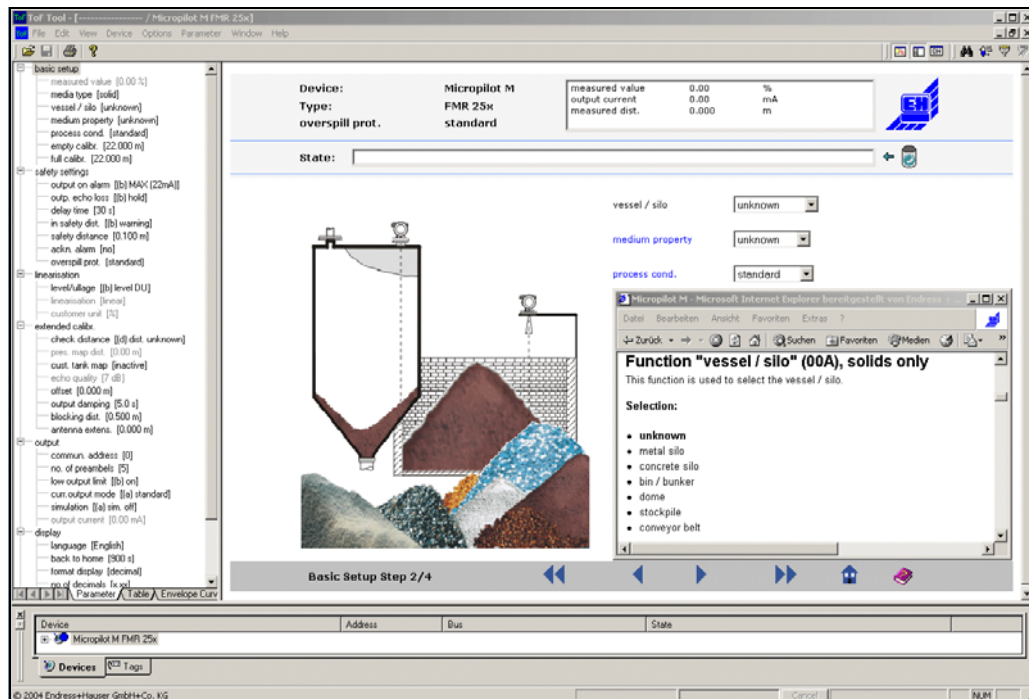 ToF Tool - [---------------- / Micropilot M FMR 25x]
File Edit View Device Options Parameter Window Help
basic setup
measured value [0.00 %]
media type [solid]
vessel / silo [unknown]
medium property [unknown]
process cond. [standard]
empty calibr. [22.000 m]
full calibr. [22.000 m]
safety settings
output on alarm [(b) MAX (22mA)]
outp. echo loss [(b) hold]
delay time [30 s]
in safety dist. [(b) warning]
safety distance [0.100 m]
ackn. alarm [no]
overspill prot. [standard]
linearisation
level/ullage [(b) level DU]
linearisation [linear]
customer unit [%]
extended calibr.
check distance [(d) dist. unknown]
pres. map dist. [0.00 m]
cust. tank map [inactive]
echo quality [7 dB]
offset [0.000 m]
output damping [5.0 s]
blocking dist. [0.500 m]
antenna extens. [0.000 m]
output
commun. address [0]
no. of preambels [5]
low output limit [(b) on]
curr.output mode [(a) standard]
simulation [(a) sim. off]
output current [0.00 mA]
display
language [English]
back to home [900 s]
format display [decimal]
no.of decimals [x.xx]
Parameter Table Envelope Curv
Device: Micropilot M
Type: FMR 25x
overspill prot. standard
measured value 0.00 %
output current 0.00 mA
measured dist. 0.000 m
EH
State:
vessel / silo unknown
medium property unknown
process cond. standard
Micropilot M - Microsoft Internet Explorer bereitgestellt von Endress + ...
Datei Bearbeiten Ansicht Favoriten Extras ?
Zurück Suchen Favoriten Medien
Function "vessel / silo" (00A), solids only
This function is used to select the vessel / silo.
Selection:
• unknown
• metal silo
• concrete silo
• bin / bunker
• dome
• stockpile
• conveyor belt
Basic Setup Step 2/4
Device Address Bus State
Micropilot M FMR 25x
Devices Tags
© 2004 Endress+Hauser GmbH+Co. KG Cancel NUM